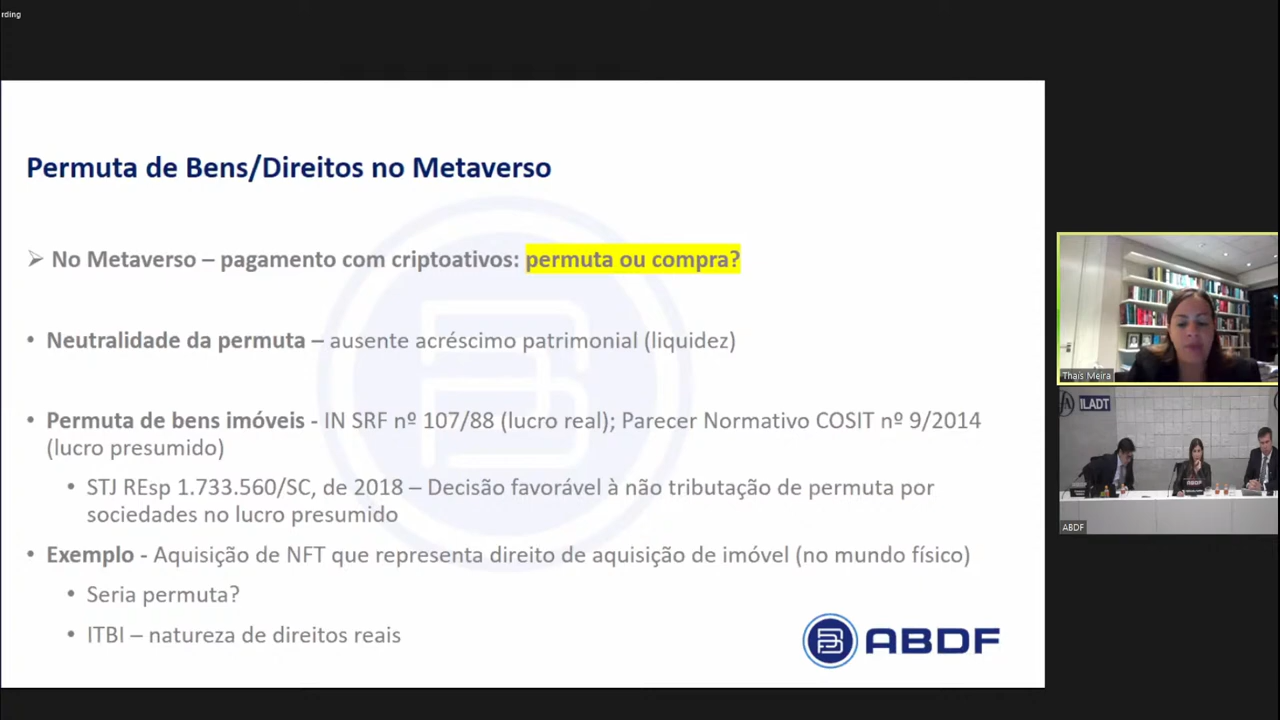 rding
Permuta de Bens/Direitos no Metaverso
➢ No Metaverso – pagamento com criptoativos: permuta ou compra?
• Neutralidade da permuta – ausente acréscimo patrimonial (liquidez)
• Permuta de bens imóveis - IN SRF nº 107/88 (lucro real); Parecer Normativo COSIT nº 9/2014
(lucro presumido)
• STJ REsp 1.733.560/SC, de 2018 – Decisão favorável à não tributação de permuta por
sociedades no lucro presumido
• Exemplo - Aquisição de NFT que representa direito de aquisição de imóvel (no mundo físico)
• Seria permuta?
• ITBI – natureza de direitos reais
ABDF
Thais Meira
ILADT
ABDF